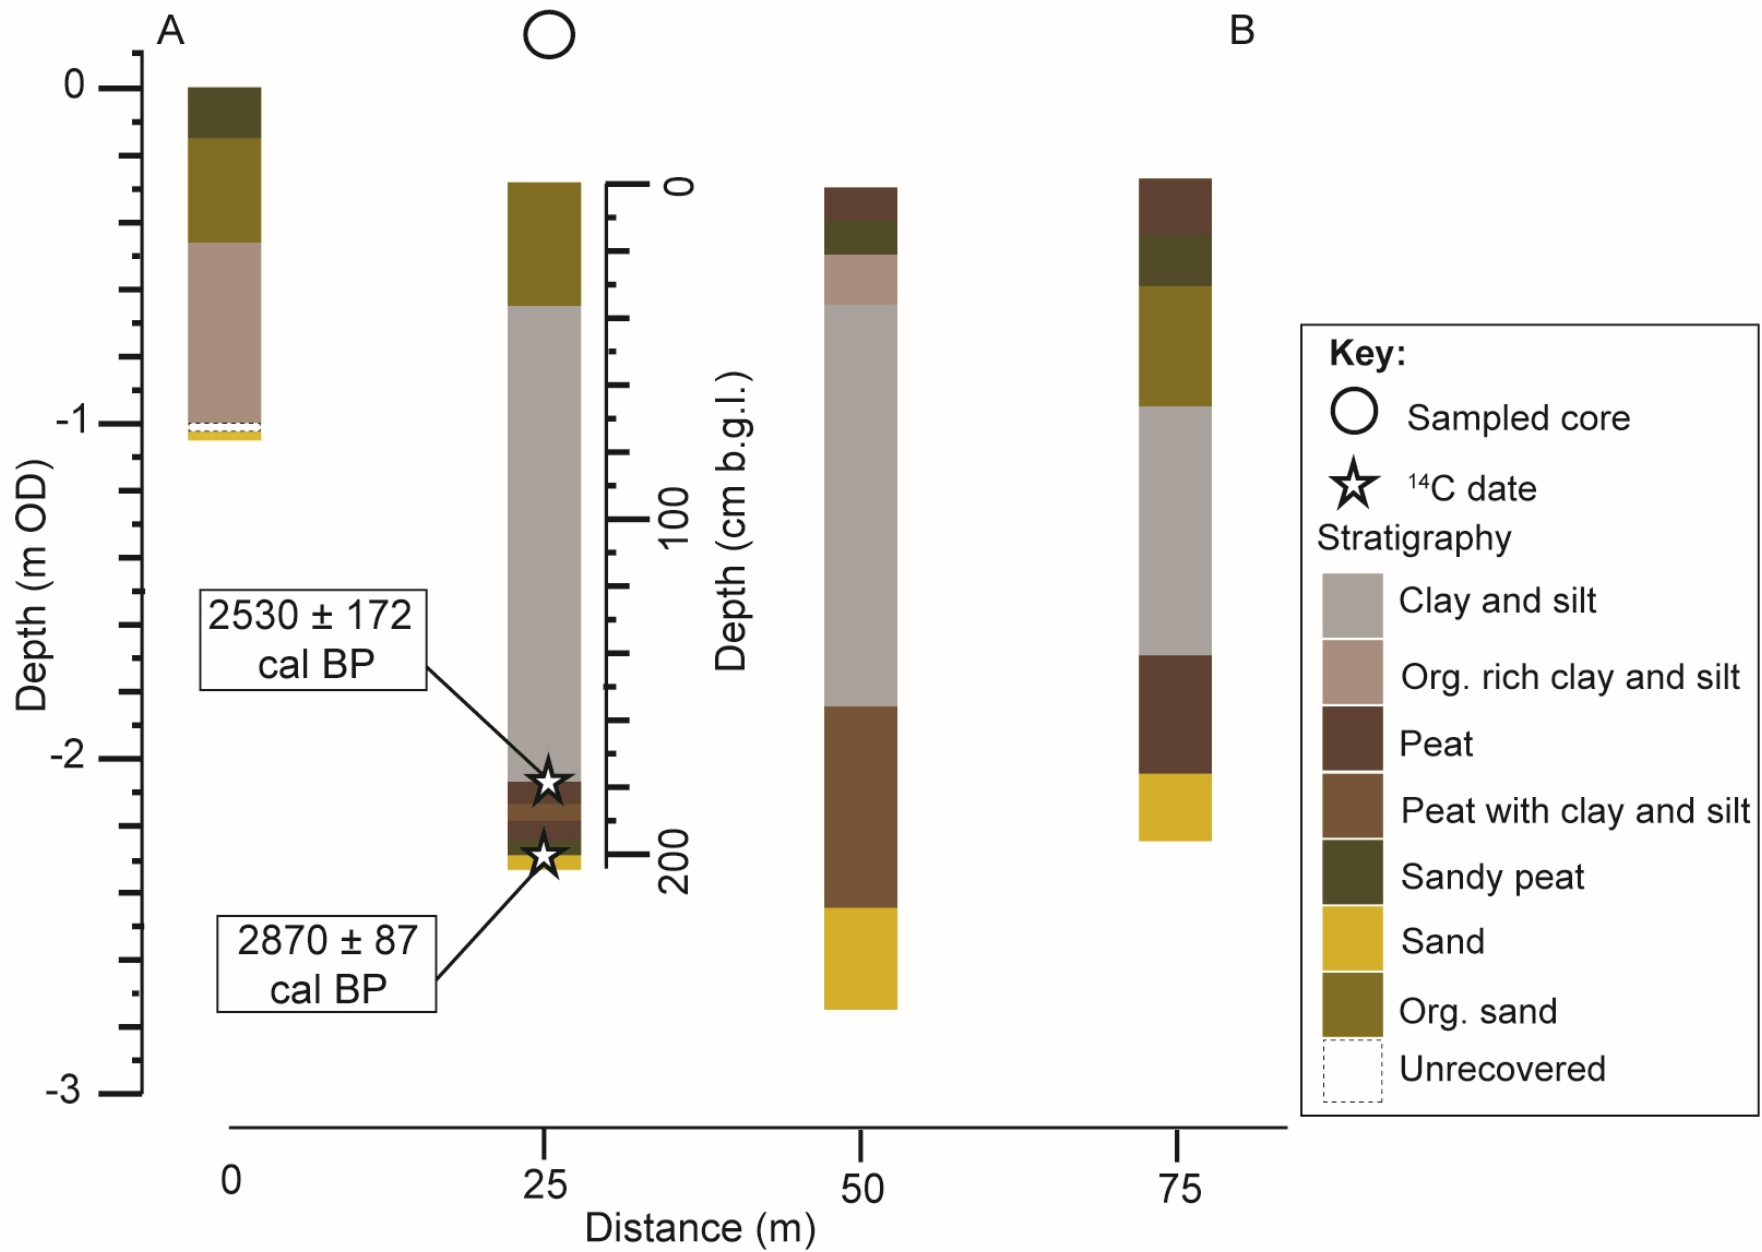 A
B
0
-1
-2
-3
Depth (m OD)
2530 ± 172
cal BP
2870 ± 87
cal BP
0
100
200
Depth (cm b.g.l.)
0
25
50
75
Distance (m)
Key:
Sampled core
14C date
Stratigraphy
Clay and silt
Org. rich clay and silt
Peat
Peat with clay and silt
Sandy peat
Sand
Org. sand
Unrecovered